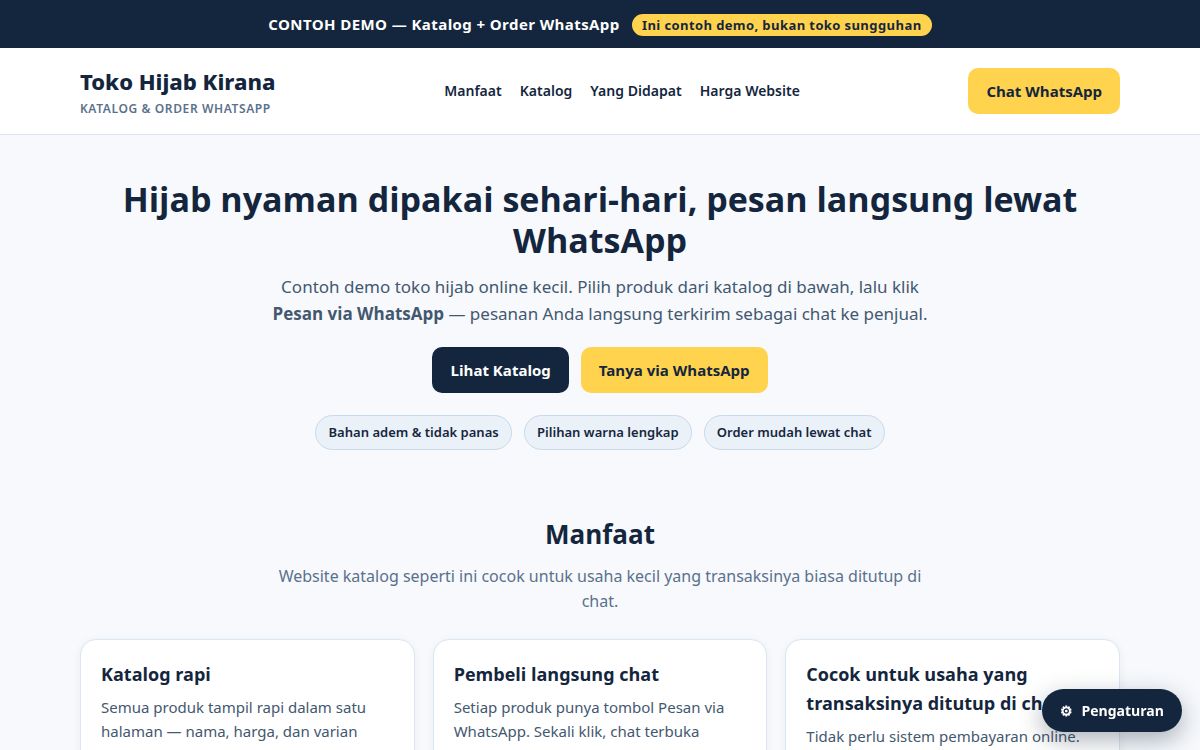 CONTOH DEMO — Katalog + Order WhatsApp Ini contoh demo, bukan toko sungguhan
Toko Hijab Kirana
KATALOG & ORDER WHATSAPP
Manfaat Katalog Yang Didapat Harga Website
Chat WhatsApp
Hijab nyaman dipakai sehari-hari, pesan langsung lewat
WhatsApp
Contoh demo toko hijab online kecil. Pilih produk dari katalog di bawah, lalu klik
Pesan via WhatsApp — pesanan Anda langsung terkirim sebagai chat ke penjual.
Lihat Katalog Tanya via WhatsApp
Bahan adem & tidak panas Pilihan warna lengkap Order mudah lewat chat
Manfaat
Website katalog seperti ini cocok untuk usaha kecil yang transaksinya biasa ditutup di
chat.
Katalog rapi
Semua produk tampil rapi dalam satu
halaman — nama, harga, dan varian
Pembeli langsung chat
Setiap produk punya tombol Pesan via
WhatsApp. Sekali klik, chat terbuka
Cocok untuk usaha yang
transaksinya ditutup di ch
Tidak perlu sistem pembayaran online.
⚙ Pengaturan